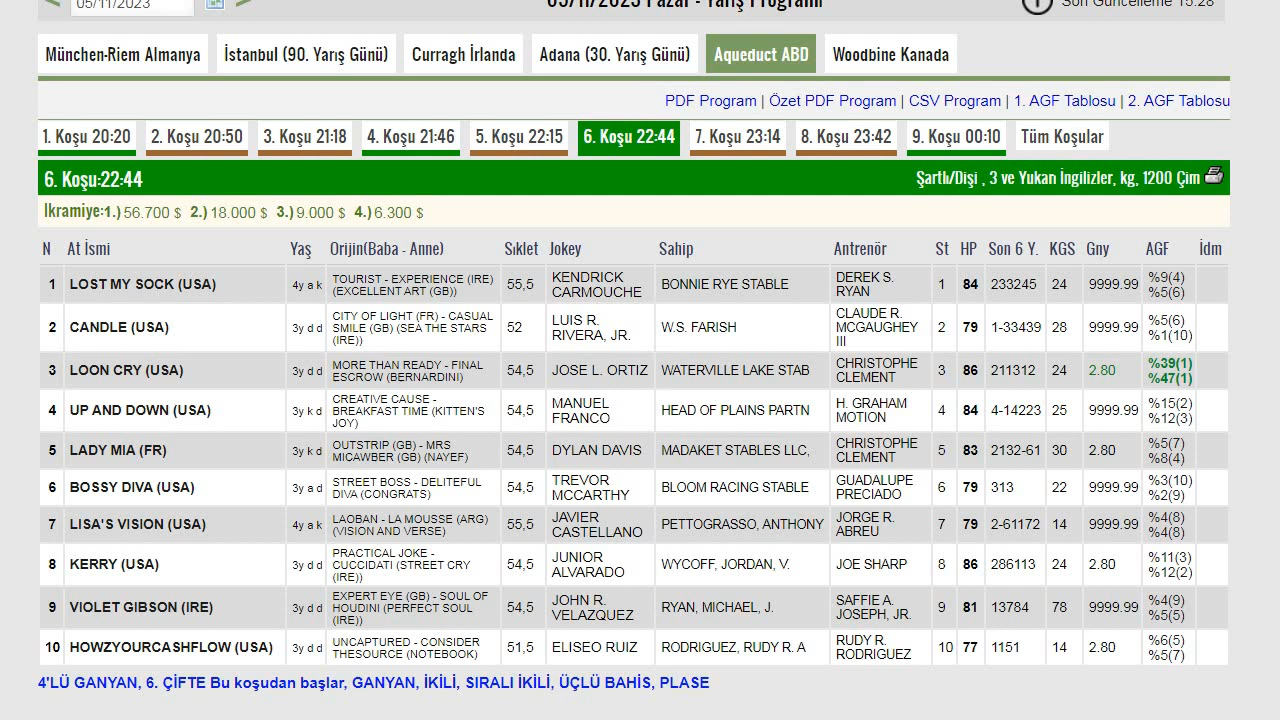 05/11/2023
05/11/2023 Pazar - Yarış Programı
Son Güncelleme 15:28
München-Riem Almanya İstanbul (90. Yarış Günü) Curragh İrlanda Adana (30. Yarış Günü) Aqueduct ABD Woodbine Kanada
PDF Program | Özet PDF Program | CSV Program | 1. AGF Tablosu | 2. AGF Tablosu
1. Koşu 20:20 2. Koşu 20:50 3. Koşu 21:18 4. Koşu 21:46 5. Koşu 22:15 6. Koşu 22:44 7. Koşu 23:14 8. Koşu 23:42 9. Koşu 00:10 Tüm Koşular
6. Koşu:22:44 Şartlı/Dişi , 3 ve Yukarı İngilizler, kg, 1200 Çim
İkramiye:1.) 56.700 $ 2.) 18.000 $ 3.) 9.000 $ 4.) 6.300 $
N At İsmi Yaş Orijin(Baba - Anne) Sıklet Jokey Sahip Antrenör St HP Son 6 Y. KGS Gny AGF İdm
1 LOST MY SOCK (USA) 4y a k TOURIST - EXPERIENCE (IRE) (EXCELLENT ART (GB)) 55,5 KENDRICK CARMOUCHE BONNIE RYE STABLE DEREK S. RYAN 1 84 233245 24 9999.99 %9(4) %5(6)
2 CANDLE (USA) 3y d d CITY OF LIGHT (FR) - CASUAL SMILE (GB) (SEA THE STARS (IRE)) 52 LUIS R. RIVERA, JR. W.S. FARISH CLAUDE R. MCGAUGHEY III 2 79 1-33439 28 9999.99 %5(6) %1(10)
3 LOON CRY (USA) 3y d d MORE THAN READY - FINAL ESCROW (BERNARDINI) 54,5 JOSE L. ORTIZ WATERVILLE LAKE STAB CHRISTOPHE CLEMENT 3 86 211312 24 2.80 %39(1) %47(1)
4 UP AND DOWN (USA) 3y k d CREATIVE CAUSE - BREAKFAST TIME (KITTEN'S JOY) 54,5 MANUEL FRANCO HEAD OF PLAINS PARTN H. GRAHAM MOTION 4 84 4-14223 25 9999.99 %15(2) %12(3)
5 LADY MIA (FR) 3y k d OUTSTRIP (GB) - MRS MICAWBER (GB) (NAYEF) 54,5 DYLAN DAVIS MADAKET STABLES LLC, CHRISTOPHE CLEMENT 5 83 2132-61 30 2.80 %5(7) %8(4)
6 BOSSY DIVA (USA) 3y a d STREET BOSS - DELITEFUL DIVA (CONGRATS) 54,5 TREVOR MCCARTHY BLOOM RACING STABLE GUADALUPE PRECIADO 6 79 313 22 9999.99 %3(10) %2(9)
7 LISA'S VISION (USA) 4y a k LAOBAN - LA MOUSSE (ARG) (VISION AND VERSE) 55,5 JAVIER CASTELLANO PETTOGRASSO, ANTHONY JORGE R. ABREU 7 79 2-61172 14 9999.99 %4(8) %4(8)
8 KERRY (USA) 3y d d PRACTICAL JOKE - CUCCIDATI (STREET CRY (IRE)) 54,5 JUNIOR ALVARADO WYCOFF, JORDAN, V. JOE SHARP 8 86 286113 24 2.80 %11(3) %12(2)
9 VIOLET GIBSON (IRE) 3y d d EXPERT EYE (GB) - SOUL OF HOUDINI (PERFECT SOUL (IRE)) 54,5 JOHN R. VELAZQUEZ RYAN, MICHAEL, J. SAFFIE A. JOSEPH, JR. 9 81 13784 78 9999.99 %4(9) %5(5)
10 HOWZYOURCASHFLOW (USA) 3y d d UNCAPTURED - CONSIDER THESOURCE (NOTEBOOK) 51,5 ELISEO RUIZ RODRIGUEZ, RUDY R. A RUDY R. RODRIGUEZ 10 77 1151 14 2.80 %6(5) %5(7)
4'LÜ GANYAN, 6. ÇİFTE Bu koşudan başlar, GANYAN, İKİLİ, SIRALI İKİLİ, ÜÇLÜ BAHİS, PLASE